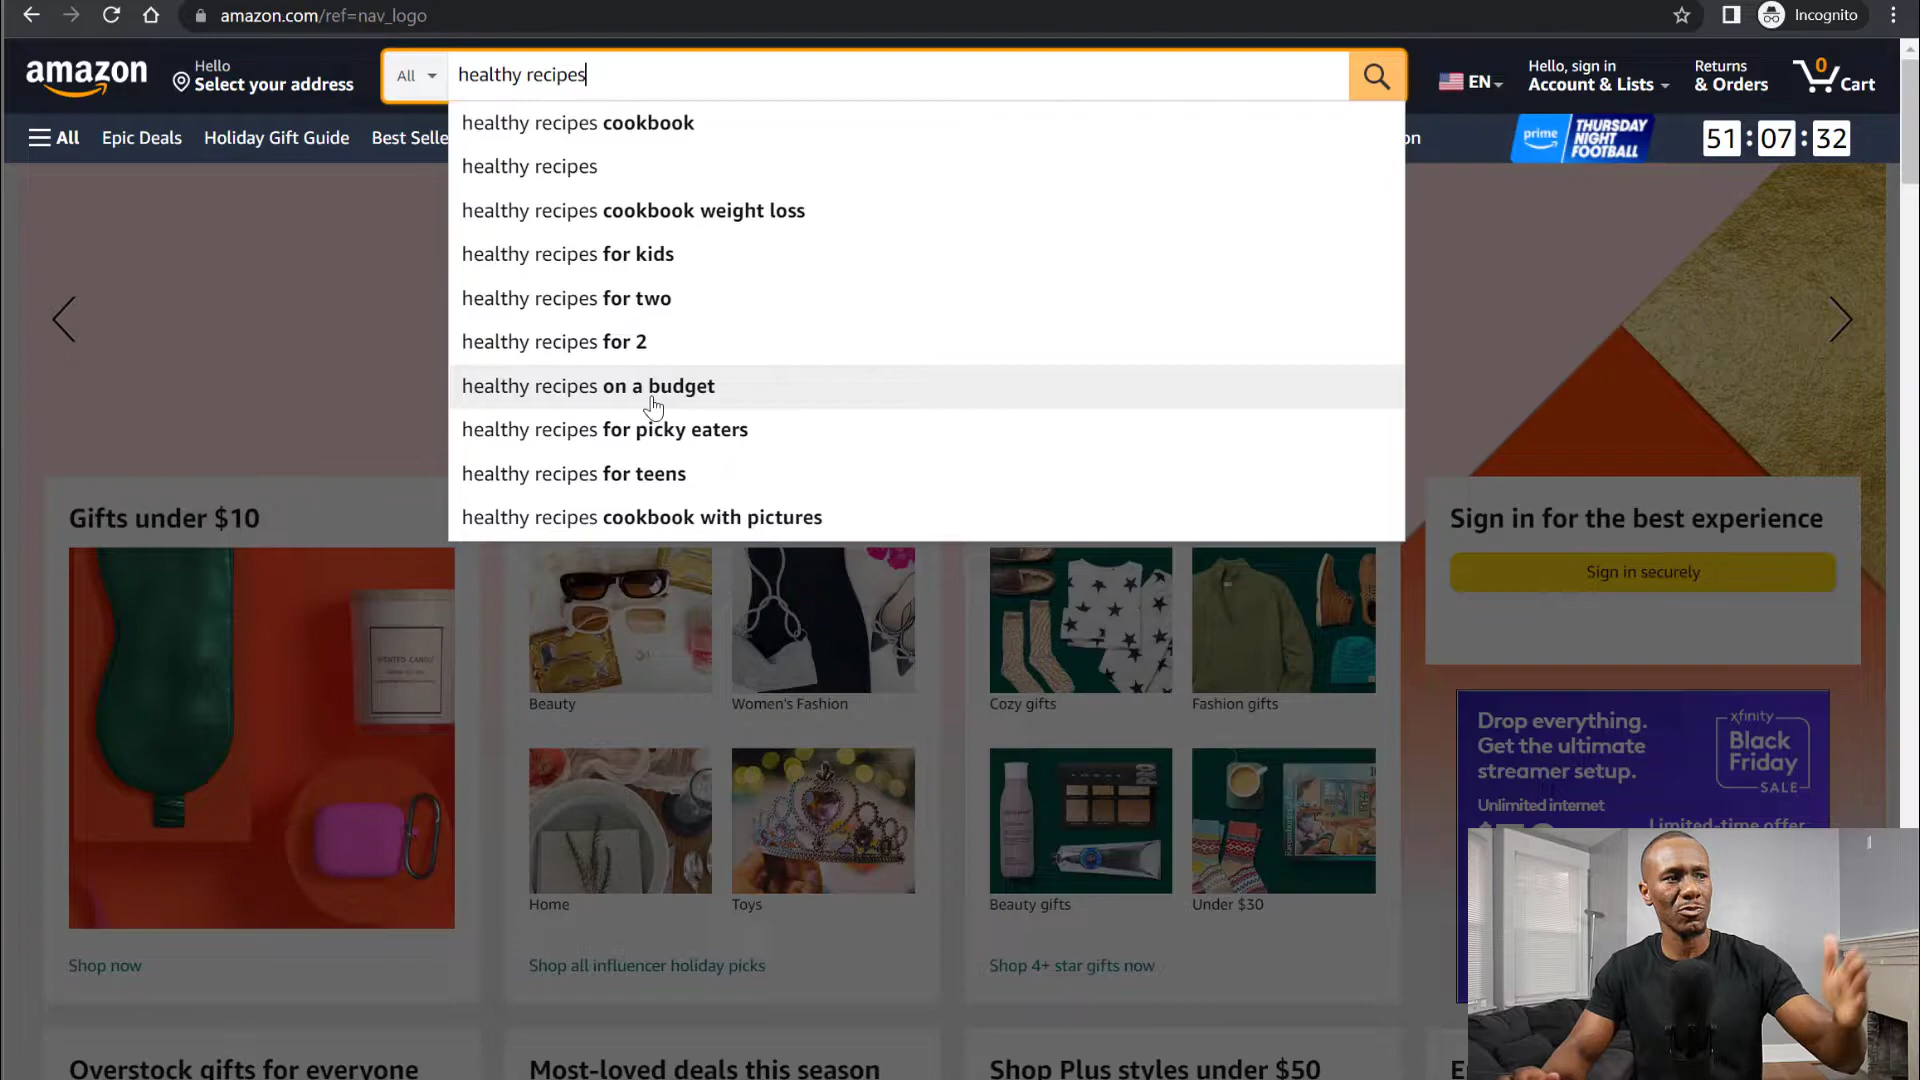 amazon.com/ref=nav_logo
Incognito
amazon
Hello
Select your address
All
healthy recipes
EN
Hello, sign in
Account & Lists
Returns
& Orders
0
Cart
All
Epic Deals
Holiday Gift Guide
Best Selle
on
prime
THURSDAY
NIGHT
FOOTBALL
51:07:32
healthy recipes cookbook
healthy recipes
healthy recipes cookbook weight loss
healthy recipes for kids
healthy recipes for two
healthy recipes for 2
healthy recipes on a budget
healthy recipes for picky eaters
healthy recipes for teens
healthy recipes cookbook with pictures
Gifts under $10
Shop now
Beauty
Women's Fashion
Home
Toys
Shop all influencer holiday picks
Cozy gifts
Fashion gifts
Beauty gifts
Under $30
Shop 4+ star gifts now
Sign in for the best experience
Sign in securely
Drop everything.
Get the ultimate
streamer setup.
Unlimited internet
xfinity
Black
Friday
SALE
Limited-time offer
Overstock gifts for everyone
Most-loved deals this season
Shop Plus styles under $50